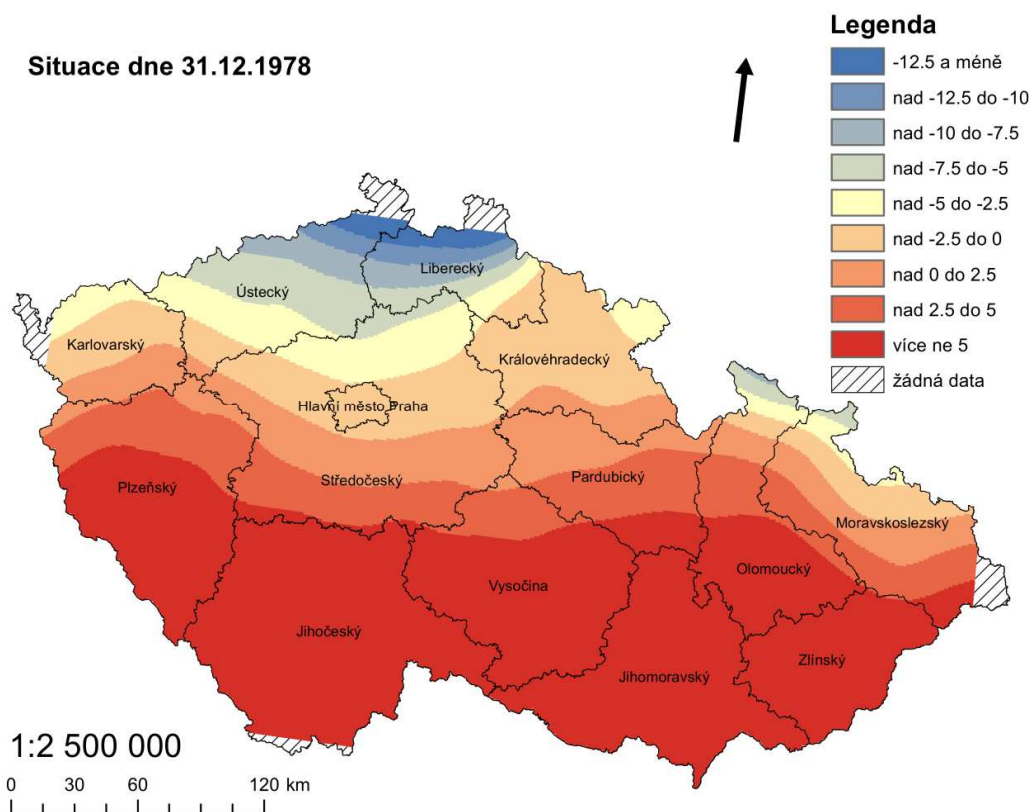 Situace dne 31.12.1978
Legenda
-12.5 a méně
nad -12.5 do -10
nad -10 do -7.5
nad -7.5 do -5
nad -5 do -2.5
nad -2.5 do 0
nad 0 do 2.5
nad 2.5 do 5
více ne 5
žádná data
Liberecký
Ústecký
Karlovarský
Královéhradecký
Hlavní město Praha
Plzeňský
Středočeský
Pardubický
Moravskoslezský
Olomoucký
Vysočina
Jihočeský
Zlínský
Jihomoravský
1:2 500 000
0 30 60 120 km